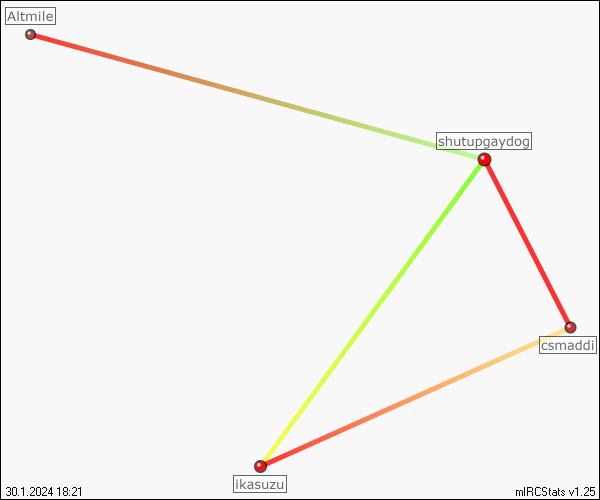 Altmile
shutupgaydog
csmaddi
ikasuzu
30.1.2024 18:21
mIRCStats v1.25